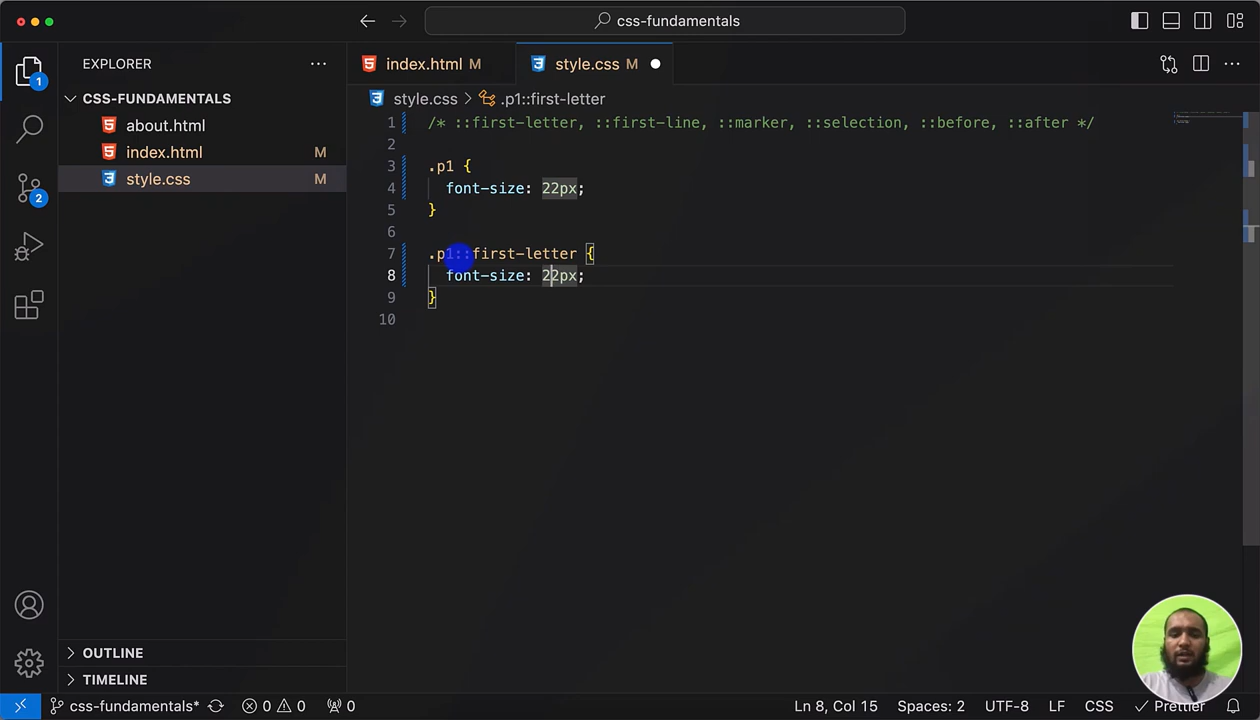 css-fundamentals
EXPLORER ...
CSS-FUNDAMENTALS
about.html
index.html M
style.css M
1
2
OUTLINE
TIMELINE
index.html M
style.css M
style.css > .p1::first-letter
1 /* ::first-letter, ::first-line, ::marker, ::selection, ::before, ::after */
2
3 .p1 {
4 font-size: 22px;
5 }
6
7 .p1::first-letter {
8 font-size: 22px;
9 }
10
css-fundamentals* 0 0 0 Ln 8, Col 15 Spaces: 2 UTF-8 LF CSS Prettier